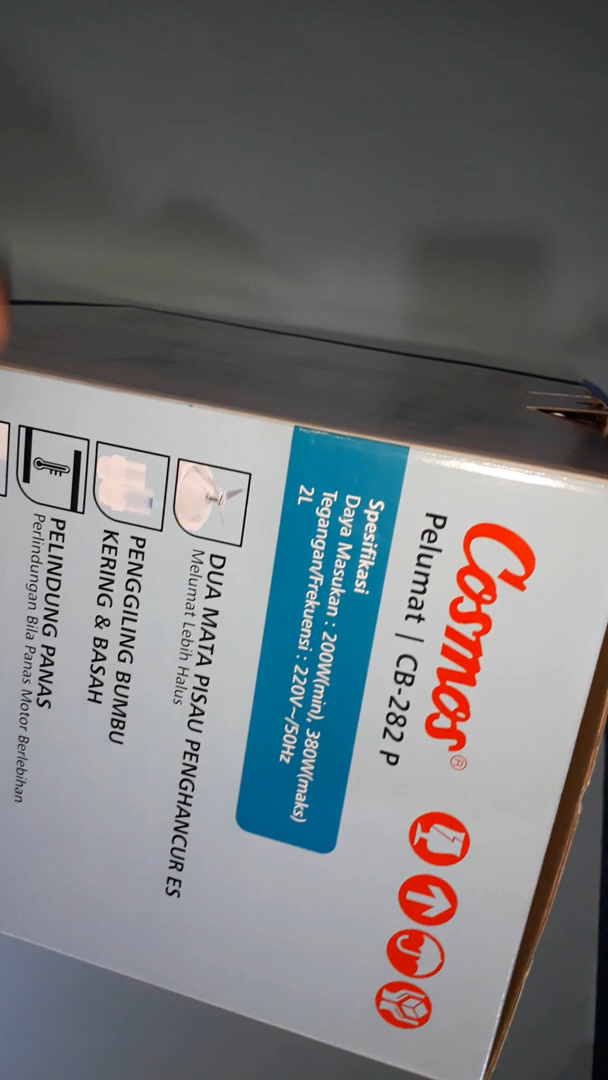 Cosmos®
Pelumat | CB-282 P
Spesifikasi
Daya Masukan : 200W(min), 380W(maks)
Tegangan/Frekuensi : 220V~/50Hz
2L
DUA MATA PISAU PENGHANCUR ES
Melumat Lebih Halus
PENGGILING BUMBU
KERING & BASAH
PELINDUNG PANAS
Perlindungan Bila Panas Motor Berlebihan